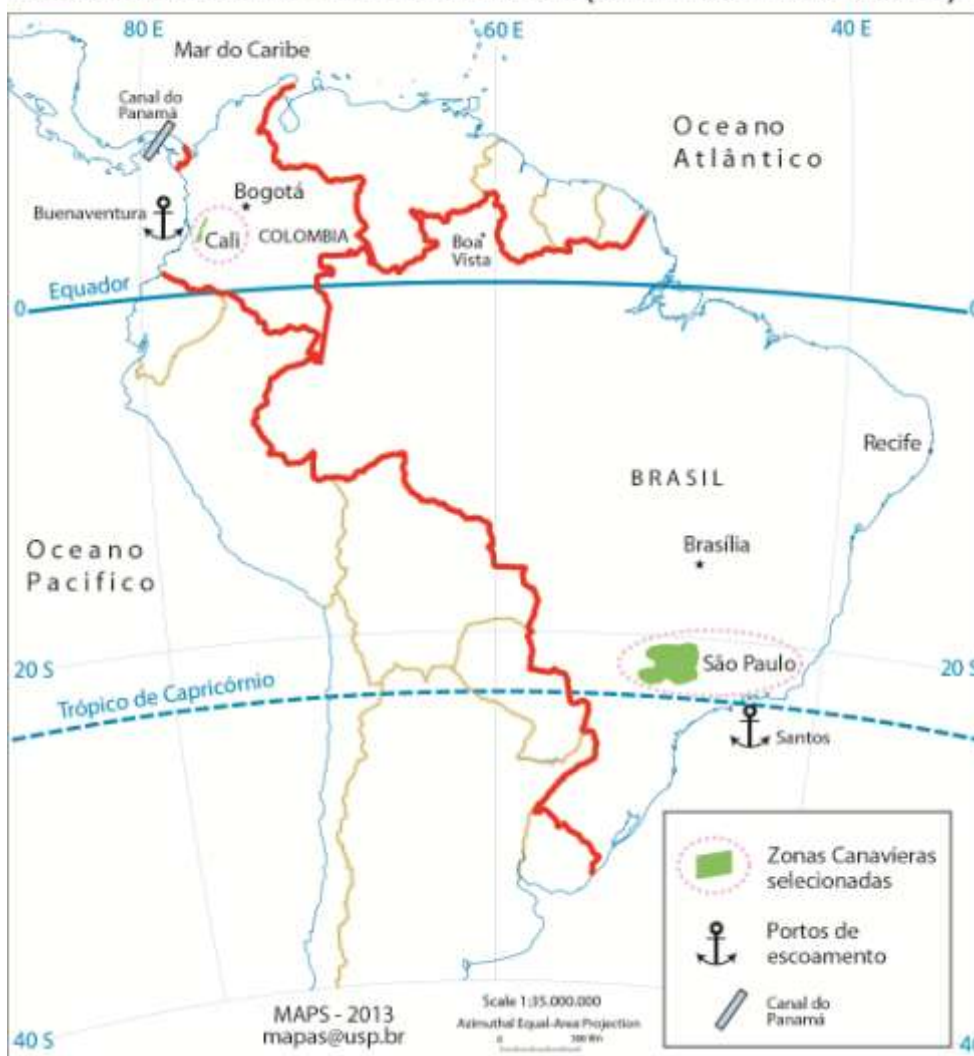 80 E
60 E
40 E
Mar do Caribe
Canal do
Panamá
Oceano
Atlântico
Bogotá
Buenaventura
Cali
COLOMBIA
Boa
Vista
Equador
0
Recife
BRASIL
Brasília
Oceano
Pacifico
São Paulo
20 S
20 S
Trópico de Capricórnio
Santos
Zonas Canavieras
selecionadas
Portos de
escoamento
Canal do
Panamá
MAPS - 2013
mapas@usp.br
Scale 1:35.000.000
Azimuthal Equal-Area Projection
0
40 S